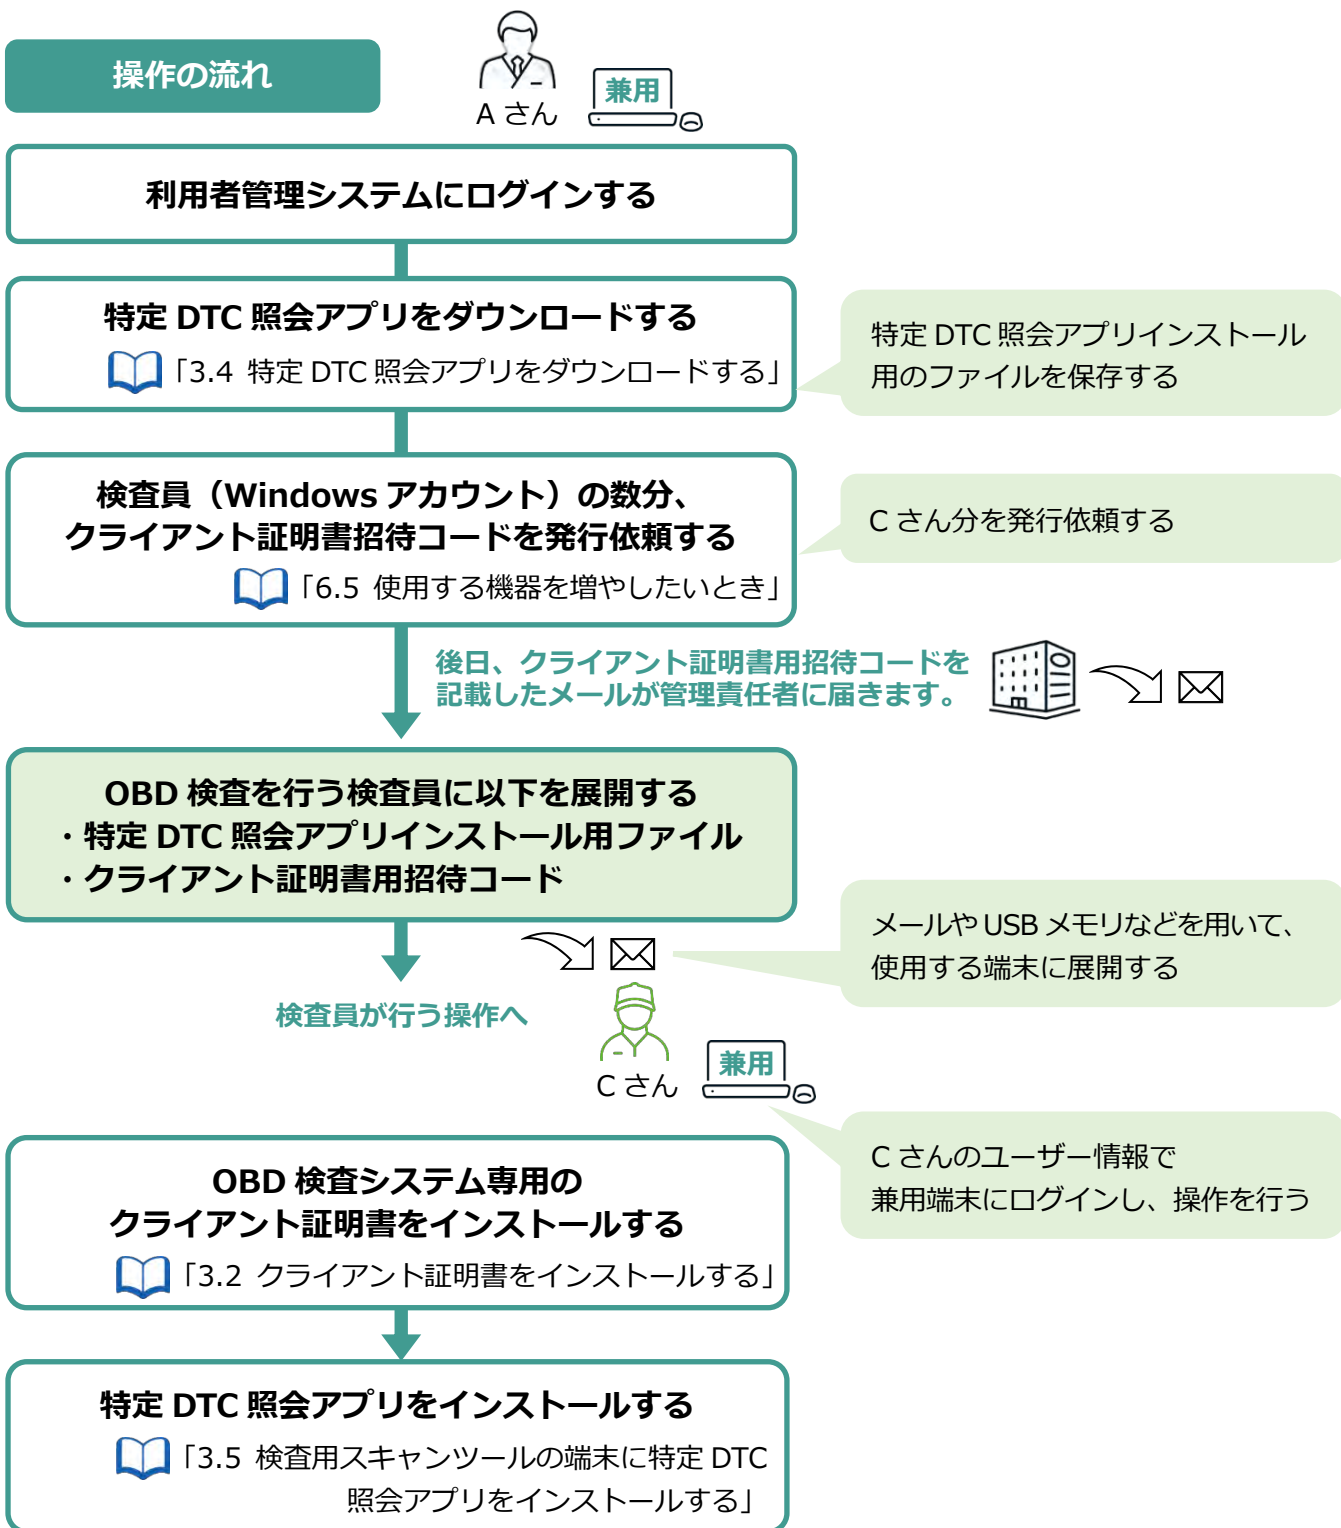 操作の流れ
兼用
A さん
利用者管理システムにログインする
特定 DTC 照会アプリをダウンロードする
「3.4 特定 DTC 照会アプリをダウンロードする」
特定 DTC 照会アプリインストール
用のファイルを保存する
検査員（Windows アカウント）の数分、
クライアント証明書招待コードを発行依頼する
「6.5 使用する機器を増やしたいとき」
C さん分を発行依頼する
後日、クライアント証明書用招待コードを
記載したメールが管理責任者に届きます。
OBD 検査を行う検査員に以下を展開する
・特定 DTC 照会アプリインストール用ファイル
・クライアント証明書用招待コード
メールや USB メモリなどを用いて、
使用する端末に展開する
検査員が行う操作へ
兼用
C さん
C さんのユーザー情報で
兼用端末にログインし、操作を行う
OBD 検査システム専用の
クライアント証明書をインストールする
「3.2 クライアント証明書をインストールする」
特定 DTC 照会アプリをインストールする
「3.5 検査用スキャンツールの端末に特定 DTC
照会アプリをインストールする」